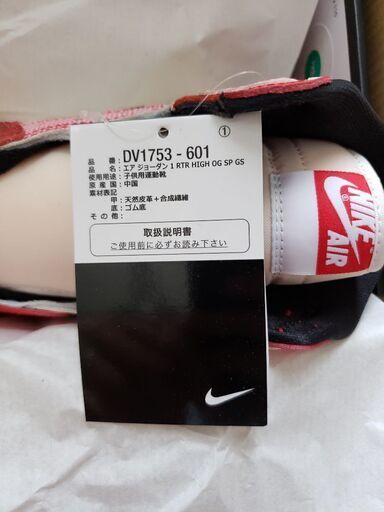 ①
品 番: DV1753 - 601
品 名: エア ジョーダン 1 RTR HIGH OG SP GS
使用用途: 子供用運動靴
原 産 国: 中国
素材表記
甲: 天然皮革＋合成繊維
底: ゴム底
そ の 他:
取扱説明書
ご使用前に必ずお読み下さい
NIKE
AIR